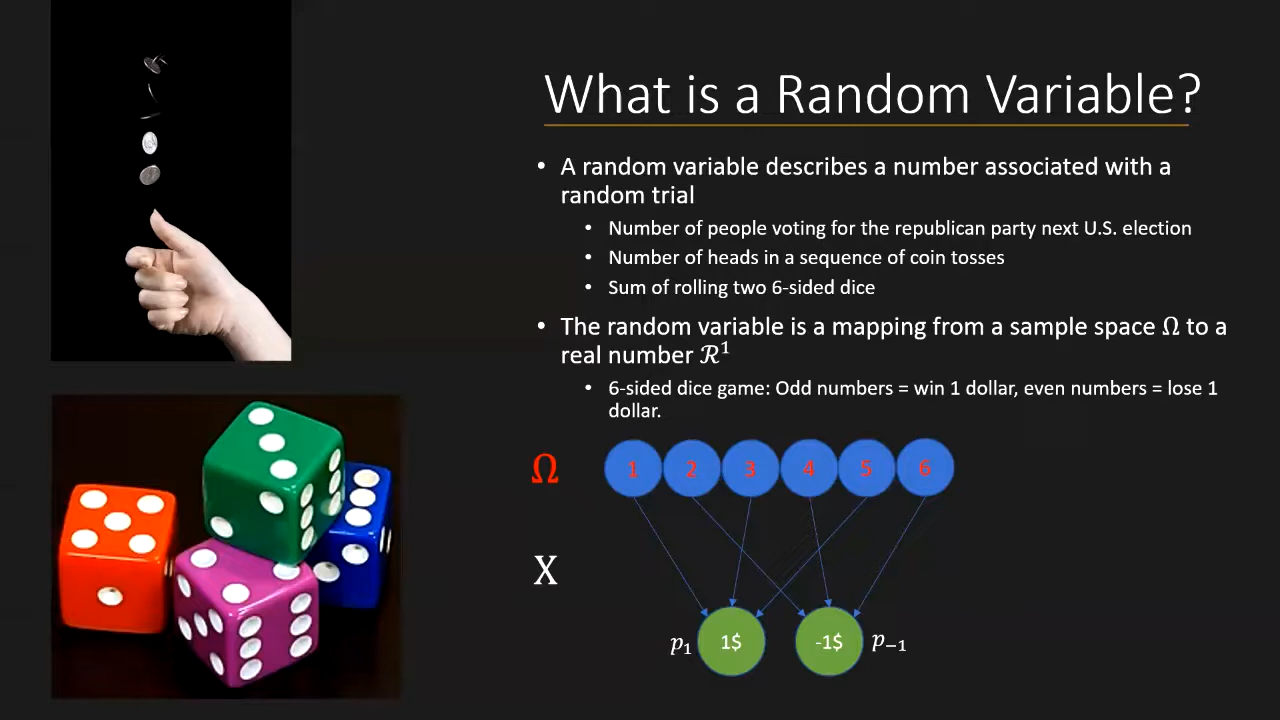 What is a Random Variable?
• A random variable describes a number associated with a
random trial
• Number of people voting for the republican party next U.S. election
• Number of heads in a sequence of coin tosses
• Sum of rolling two 6-sided dice
• The random variable is a mapping from a sample space Ω to a
real number ℛ¹
• 6-sided dice game: Odd numbers = win 1 dollar, even numbers = lose 1
dollar.
Ω 1 2 3 4 5 6
X
p₁ 1$ -1$ p₋₁